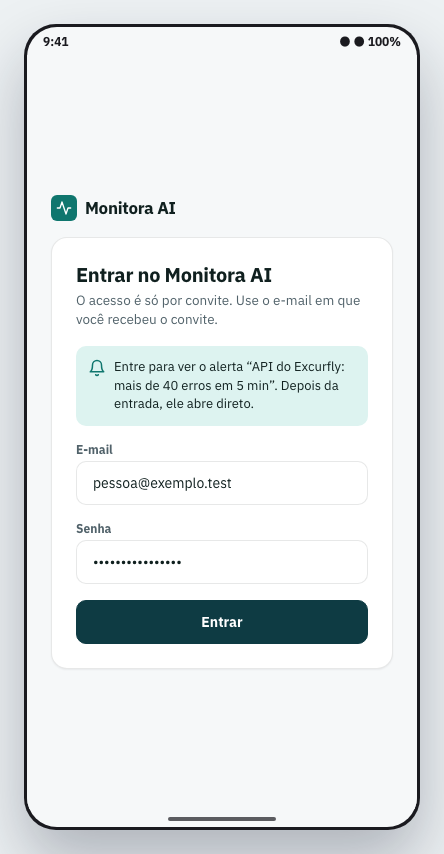 9:41
100%
Monitora AI
Entrar no Monitora AI
O acesso é só por convite. Use o e-mail em que
você recebeu o convite.
Entre para ver o alerta “API do Excurfly:
mais de 40 erros em 5 min”. Depois da
entrada, ele abre direto.
E-mail
pessoa@exemplo.test
Senha
••••••••••••••••
Entrar